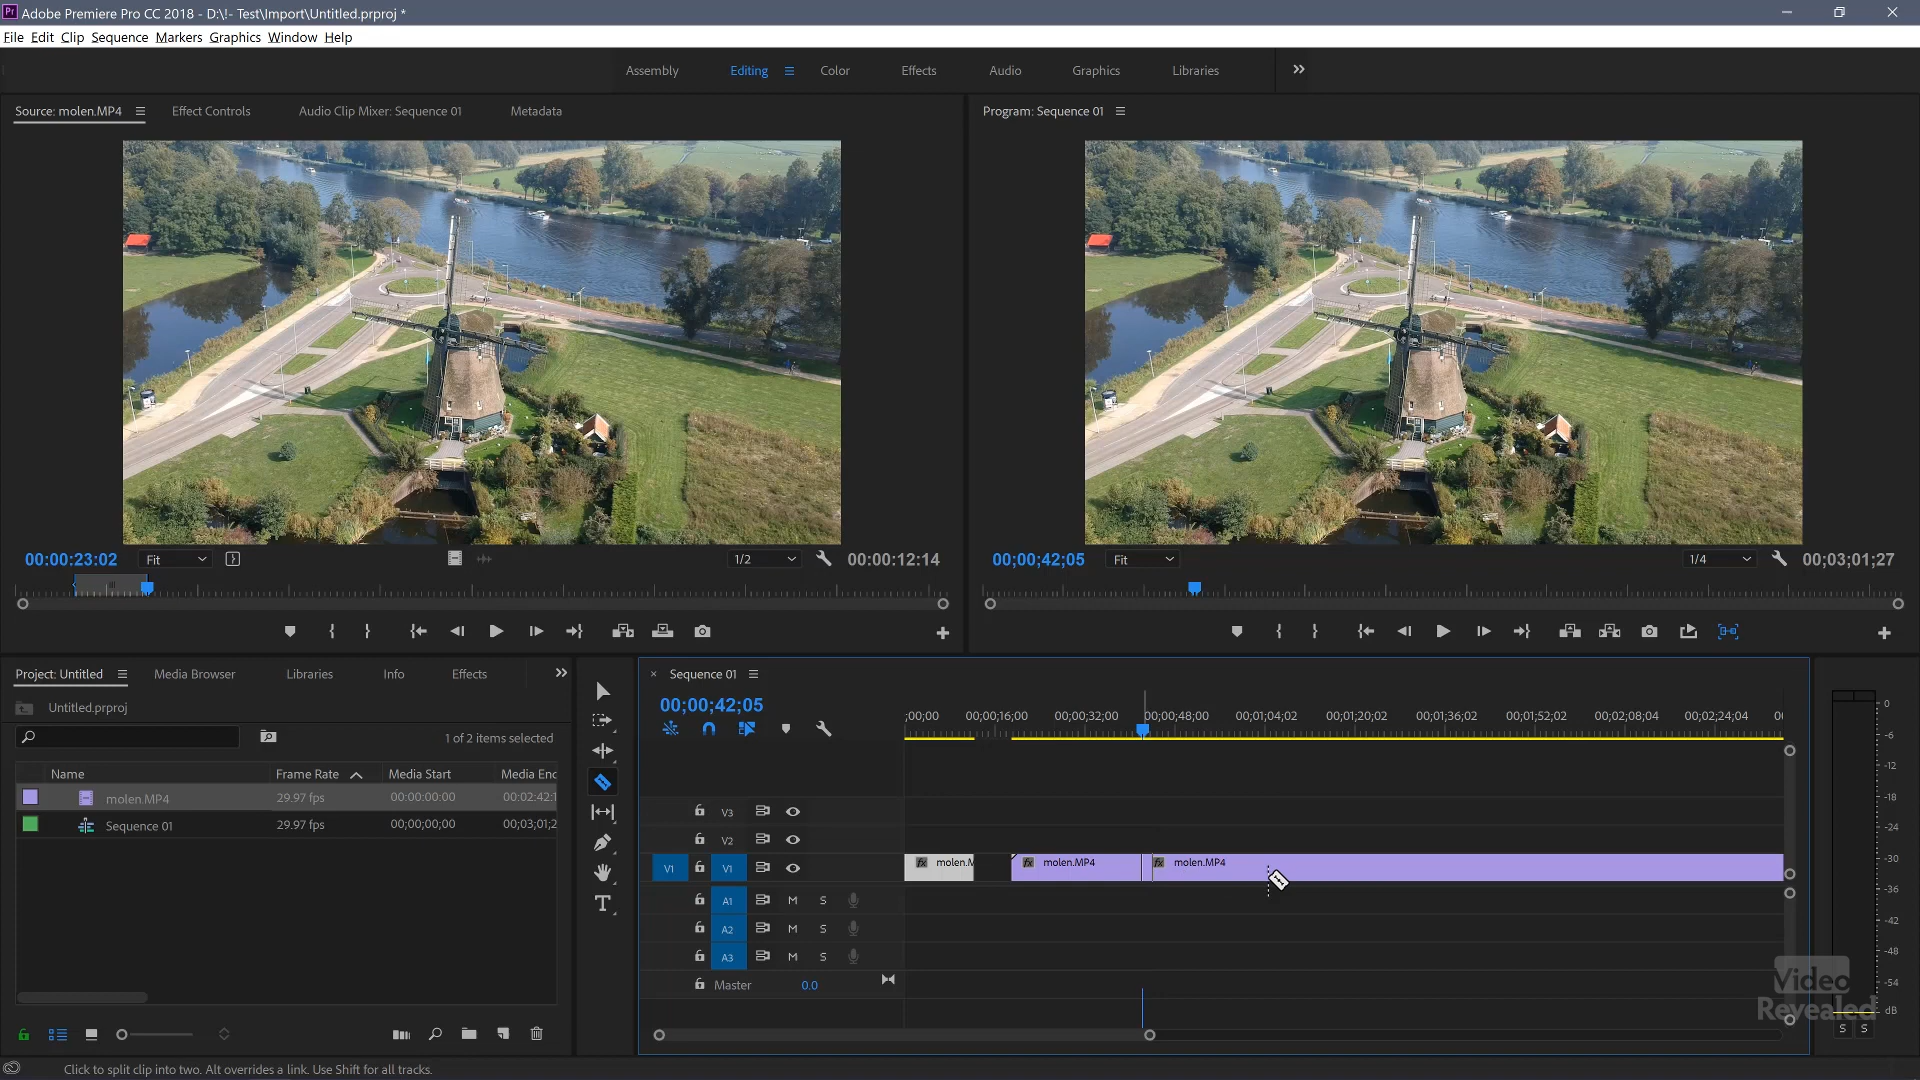 Adobe Premiere Pro CC 2018 - D:\!- Test\Import\Untitled.prproj *
File Edit Clip Sequence Markers Graphics Window Help
Assembly Editing Color Effects Audio Graphics Libraries
Source: molen.MP4 Effect Controls Audio Clip Mixer: Sequence 01 Metadata
Program: Sequence 01
00:00:23:02 Fit 1/2 00:00:12:14
00;00;42;05 Fit 1/4 00;03;01;27
Project: Untitled Media Browser Libraries Info Effects
Untitled.prproj
1 of 2 items selected
Name Frame Rate Media Start Media Enc
molen.MP4 29.97 fps 00:00:00:00 00:02:42:1
Sequence 01 29.97 fps 00;00;00;00 00;03;01;2
Sequence 01
00;00;42;05
;00;00 00;00;16;00 00;00;32;00 00;00;48;00 00;01;04;02 00;01;20;02 00;01;36;02 00;01;52;02 00;02;08;04 00;02;24;04 00
V3
V2
V1 V1 molen.M molen.MP4 molen.MP4
A1 M S
A2 M S
A3 M S
Master 0.0
0
-6
-12
-18
-24
-30
-36
-42
-48
-54
dB
S S
Video
Revealed
Click to split clip into two. Alt overrides a link. Use Shift for all tracks.